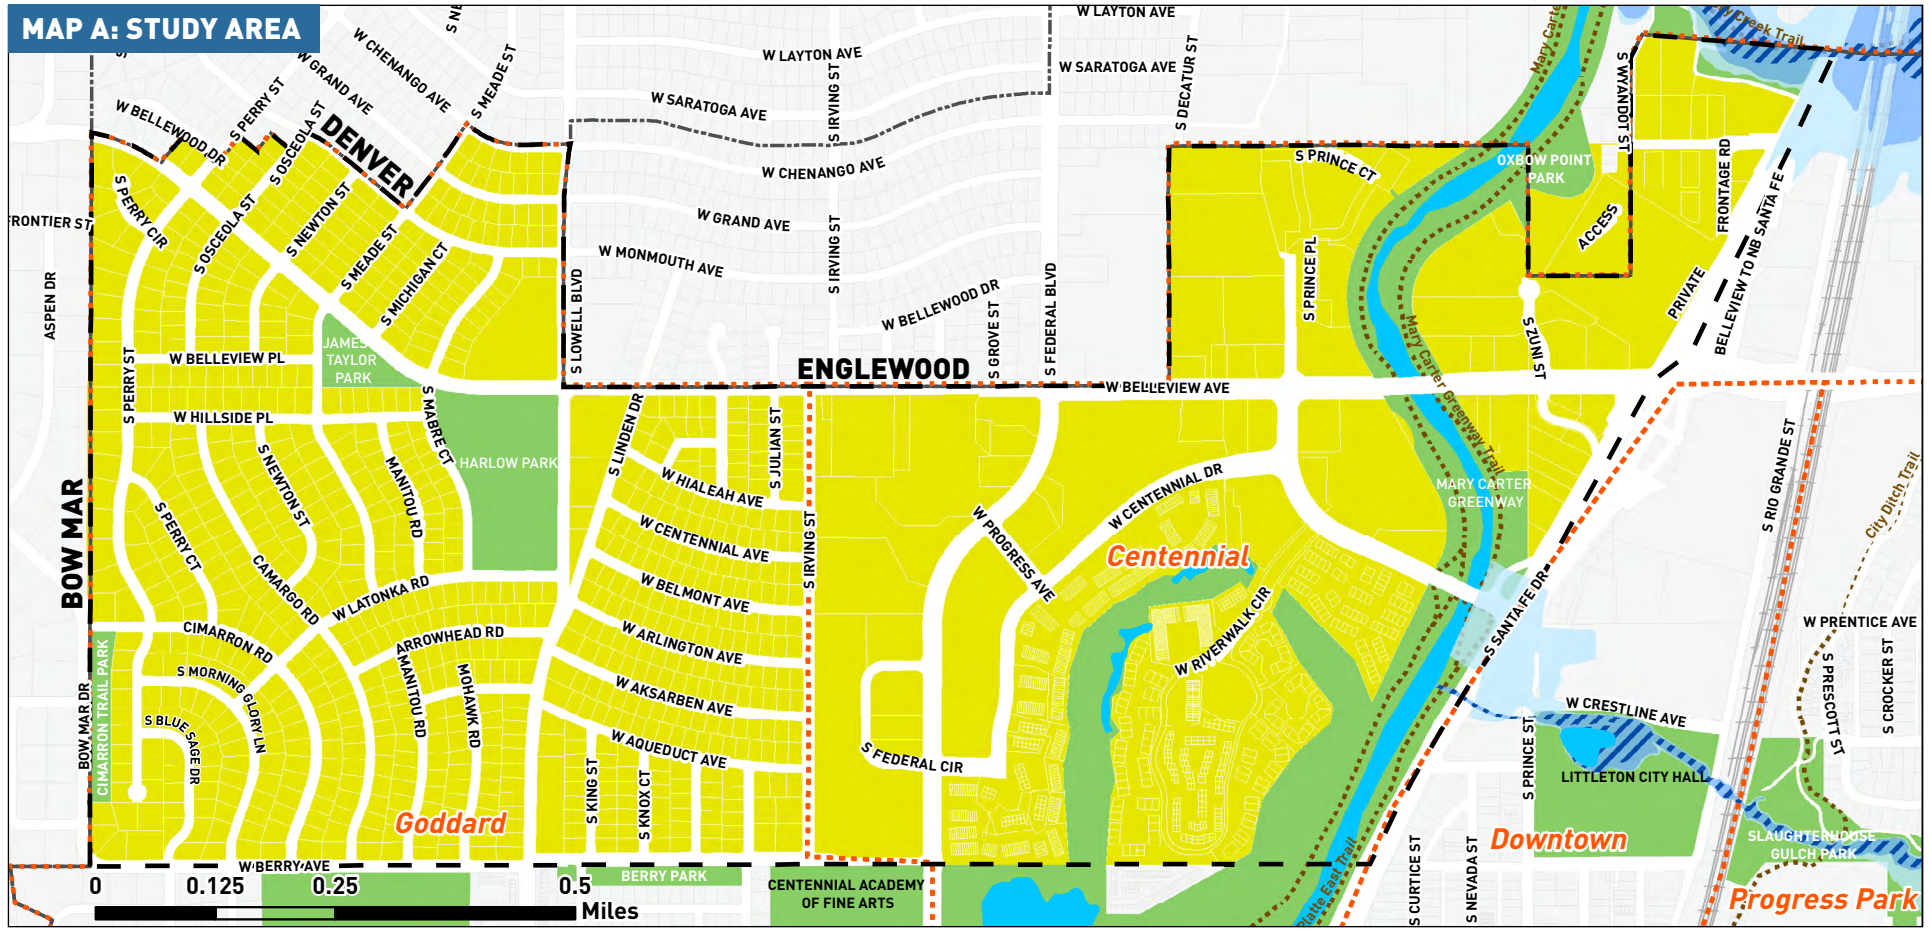 MAP A: STUDY AREA
W LAYTON AVE
W CHENANGO AVE
W GRAND AVE
S MEADE ST
W LAYTON AVE
W SARATOGA AVE
S IRVING ST
W SARATOGA AVE
S DECATUR ST
Mary Carter
Creek Trail
S WYANDOT ST
W BELLEWOOD DR
S PERRY ST
S OSCEOLA ST
DENVER
W CHENANGO AVE
S PRINCE CT
OXBOW POINT
PARK
FRONTAGE RD
S PERRY CIR
FRONTIER ST
S OSCEOLA ST
S NEWTON ST
S MEADE ST
S MICHIGAN CT
W GRAND AVE
S IRVING ST
W MONMOUTH AVE
ACCESS
S PRINCE PL
PRIVATE
BELLEVIEW TO NB SANTA FE
ASPEN DR
S LOWELL BLVD
W BELLEWOOD DR
S GROVE ST
S FEDERAL BLVD
Mary Carter Greenway Trail
S ZUNI ST
JAMES
TAYLOR
PARK
W BELLEVIEW PL
S PERRY ST
ENGLEWOOD
W BELLEVIEW AVE
W HILLSIDE PL
S MABRE CT
HARLOW PARK
S LINDEN DR
S JULIAN ST
W HIALEAH AVE
S NEWTON ST
MANITOU RD
BOW MAR
S PERRY CT
W CENTENNIAL AVE
S IRVING ST
W PROGRESS AVE
W CENTENNIAL DR
MARY CARTER
GREENWAY
S RIO GRANDE ST
City Ditch Trail
Centennial
CAMARGO RD
W LATONKA RD
W BELMONT AVE
W RIVERWALK CIR
S SANTA FE DR
W PRENTICE AVE
CIMARRON RD
ARROWHEAD RD
W ARLINGTON AVE
CIMARRON TRAIL PARK
BOW MAR DR
S MORNING GLORY LN
MANITOU RD
MOHAWK RD
W AKSARBEN AVE
S PRESCOTT ST
S CROCKER ST
S BLUE SAGE DR
W AQUEDUCT AVE
S FEDERAL CIR
W CRESTLINE AVE
S PRINCE ST
LITTLETON CITY HALL
S KING ST
S KNOX CT
Goddard
Downtown
SLAUGHTERHOUSE
GULCH PARK
W BERRY AVE
BERRY PARK
CENTENNIAL ACADEMY
OF FINE ARTS
Platte East Trail
S CURTICE ST
S NEVADA ST
Progress Park
0 0.125 0.25 0.5
Miles